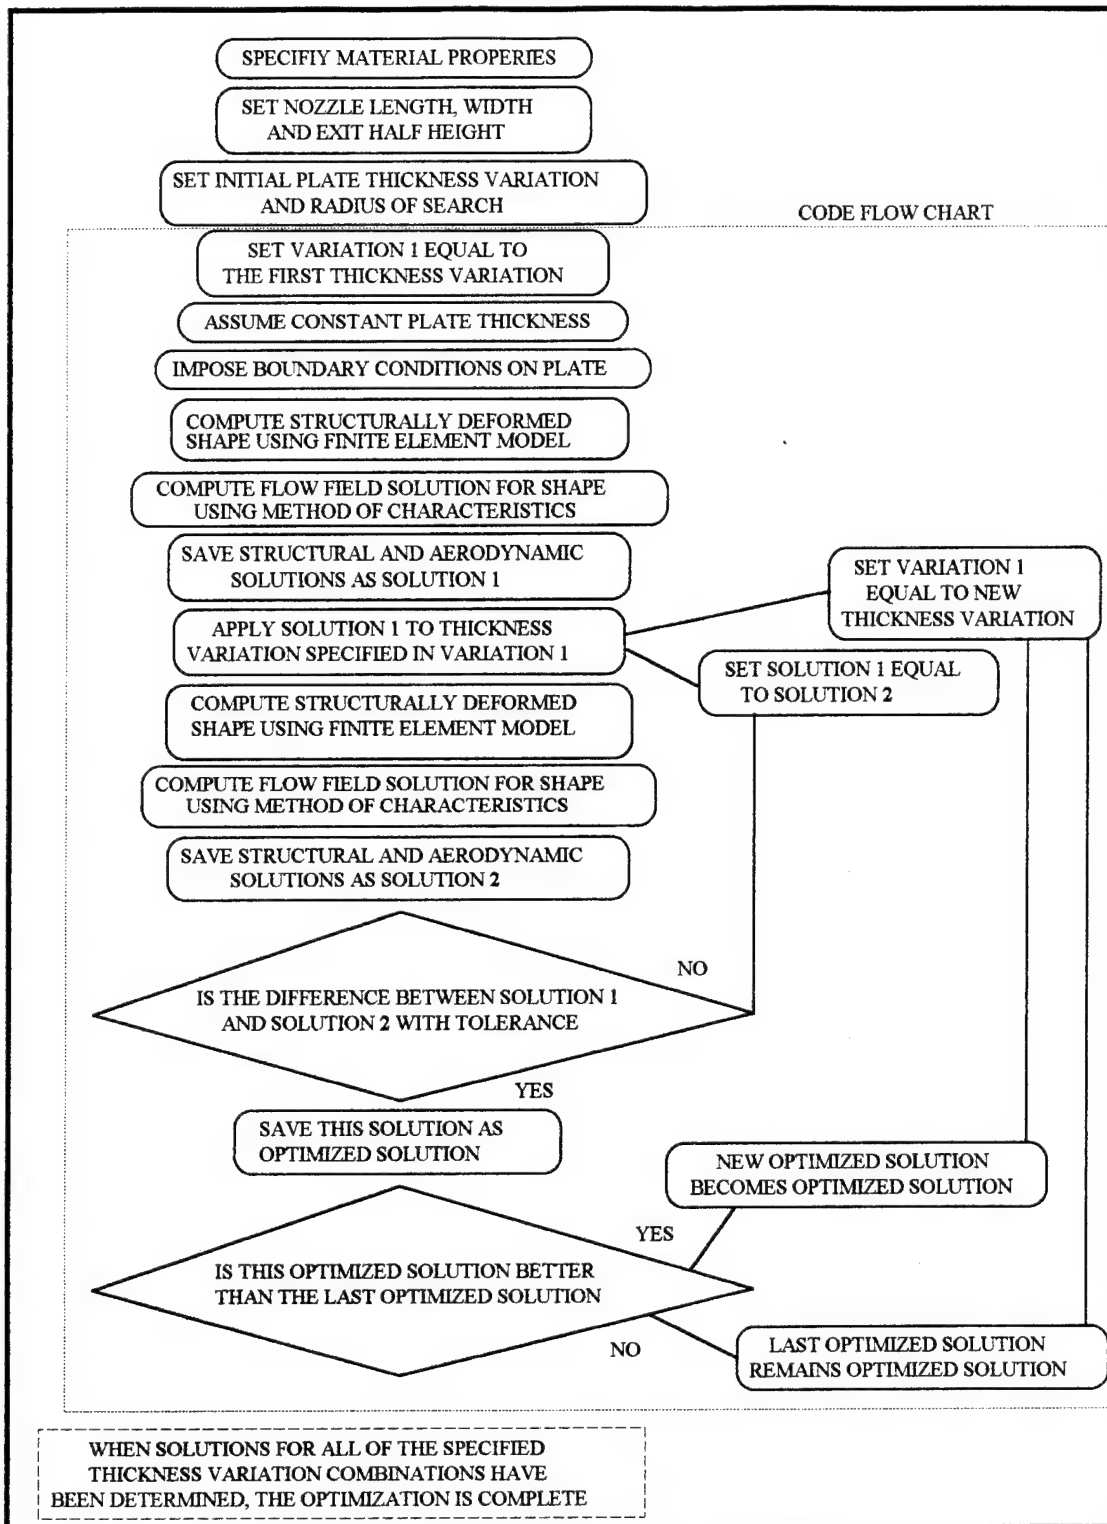 SPECIFIY MATERIAL PROPERIES
SET NOZZLE LENGTH, WIDTH
AND EXIT HALF HEIGHT
SET INITIAL PLATE THICKNESS VARIATION
AND RADIUS OF SEARCH
CODE FLOW CHART
SET VARIATION 1 EQUAL TO
THE FIRST THICKNESS VARIATION
ASSUME CONSTANT PLATE THICKNESS
IMPOSE BOUNDARY CONDITIONS ON PLATE
COMPUTE STRUCTURALLY DEFORMED
SHAPE USING FINITE ELEMENT MODEL
COMPUTE FLOW FIELD SOLUTION FOR SHAPE
USING METHOD OF CHARACTERISTICS
SAVE STRUCTURAL AND AERODYNAMIC
SOLUTIONS AS SOLUTION 1
SET VARIATION 1
EQUAL TO NEW
THICKNESS VARIATION
APPLY SOLUTION 1 TO THICKNESS
VARIATION SPECIFIED IN VARIATION 1
SET SOLUTION 1 EQUAL
TO SOLUTION 2
COMPUTE STRUCTURALLY DEFORMED
SHAPE USING FINITE ELEMENT MODEL
COMPUTE FLOW FIELD SOLUTION FOR SHAPE
USING METHOD OF CHARACTERISTICS
SAVE STRUCTURAL AND AERODYNAMIC
SOLUTIONS AS SOLUTION 2
NO
IS THE DIFFERENCE BETWEEN SOLUTION 1
AND SOLUTION 2 WITH TOLERANCE
YES
SAVE THIS SOLUTION AS
OPTIMIZED SOLUTION
NEW OPTIMIZED SOLUTION
BECOMES OPTIMIZED SOLUTION
YES
IS THIS OPTIMIZED SOLUTION BETTER
THAN THE LAST OPTIMIZED SOLUTION
NO
LAST OPTIMIZED SOLUTION
REMAINS OPTIMIZED SOLUTION
WHEN SOLUTIONS FOR ALL OF THE SPECIFIED
THICKNESS VARIATION COMBINATIONS HAVE
BEEN DETERMINED, THE OPTIMIZATION IS COMPLETE